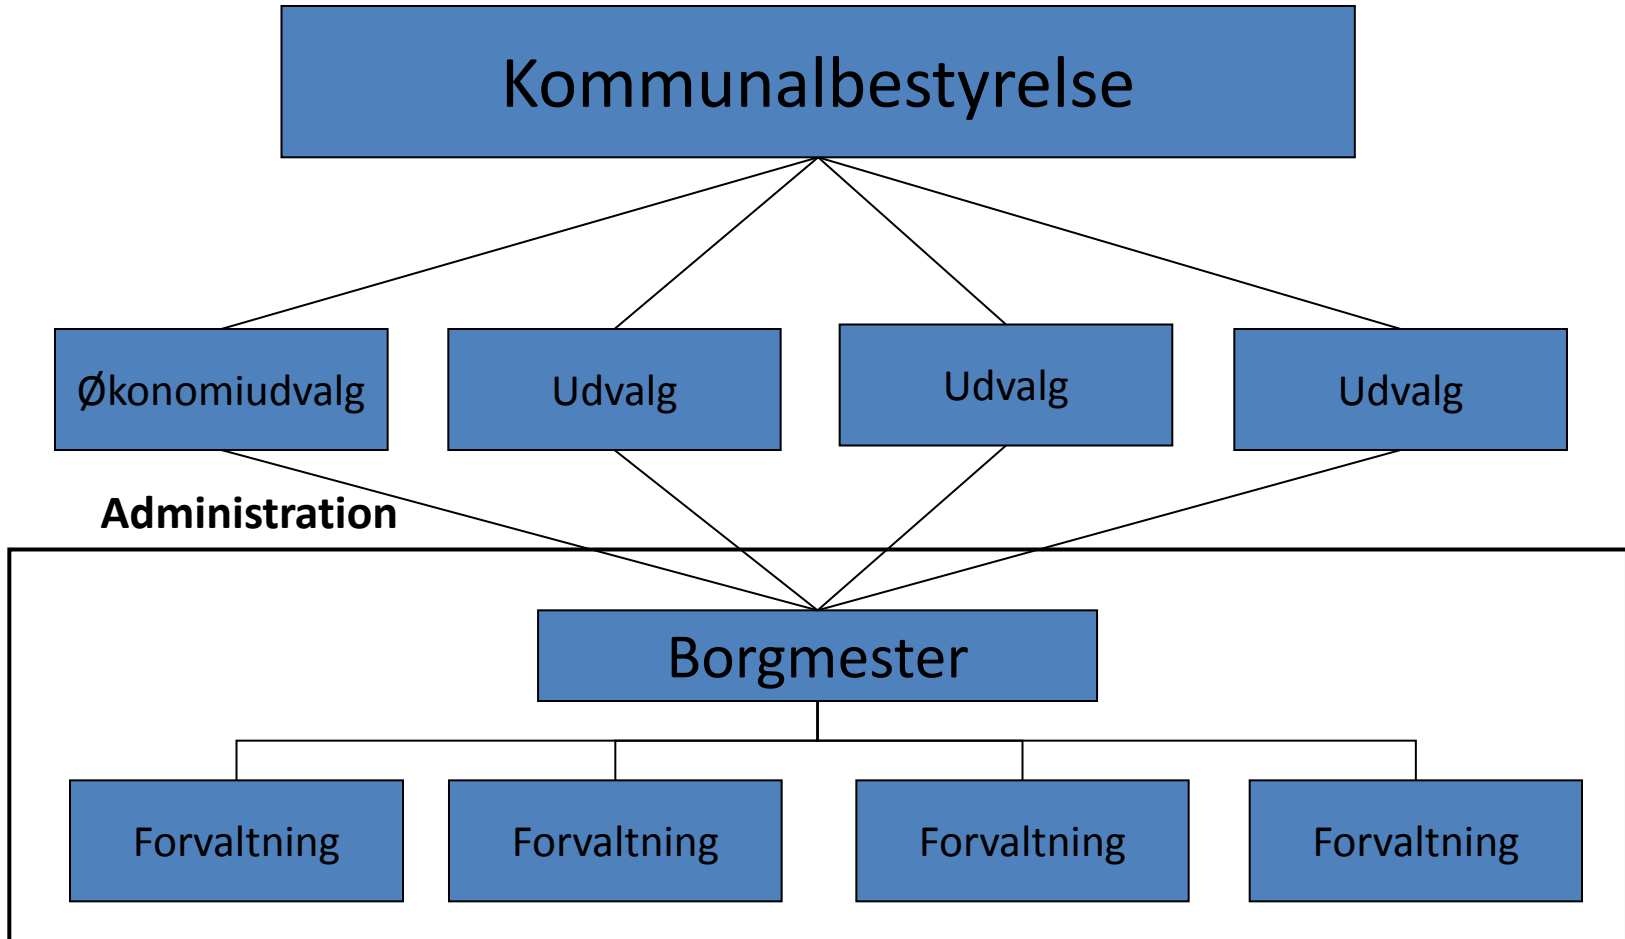 Kommunalbestyrelse
Økonomiudvalg
Udvalg
Udvalg
Udvalg
Administration
Borgmester
Forvaltning
Forvaltning
Forvaltning
Forvaltning